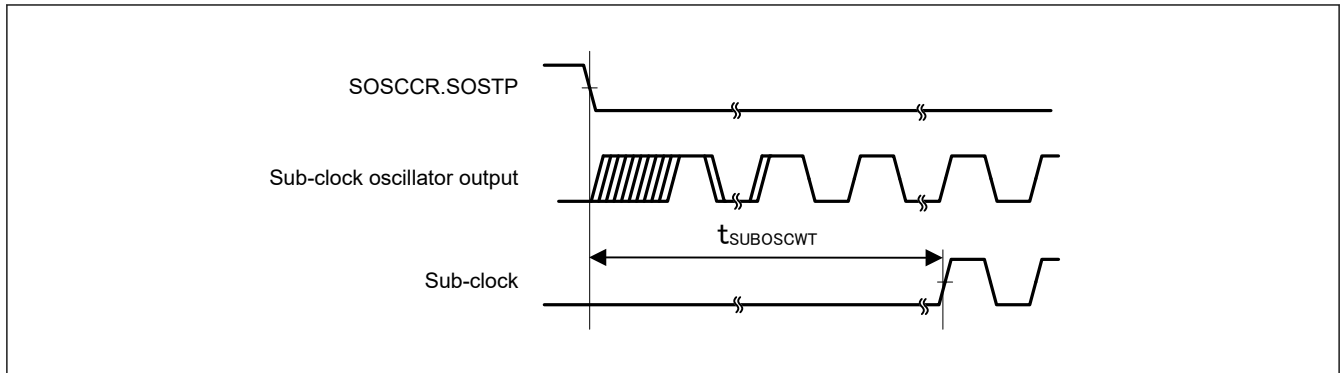 SOSCCR.SOSTP
Sub-clock oscillator output
tSUBOSCWT
Sub-clock